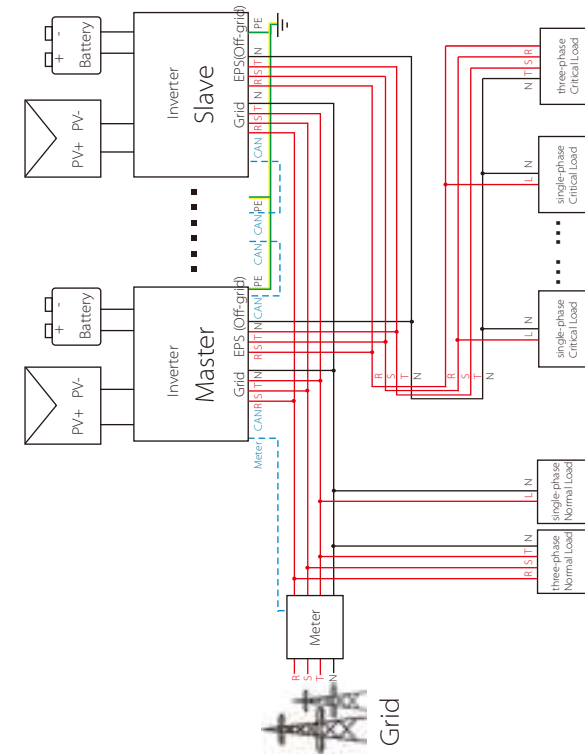 PV+ PV-
+ -
Battery
Inverter
Master
Grid
EPS (Off-grid)
Meter
CAN
R S T N
R S T N
CAN
PE
CAN
CAN
PE
PV+ PV-
+ -
Battery
Inverter
Slave
Grid
EPS(Off-grid)
CAN
R S T N
R S T N
PE
R
S
T
N
Meter
Grid
R
S
T
N
R S T N
three-phase
Normal Load
L N
single-phase
Normal Load
L N
single-phase
Critical Load
L N
single-phase
Critical Load
N T S R
three-phase
Critical Load